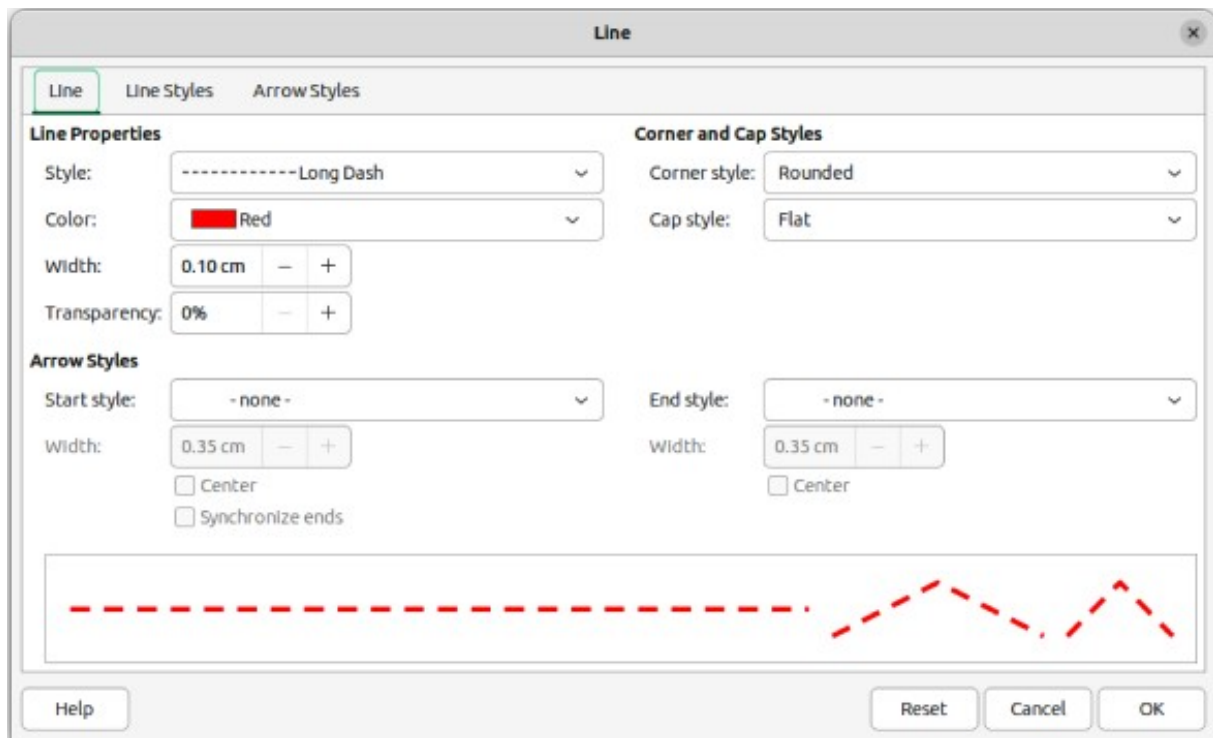 Line
Line Line Styles Arrow Styles
Line Properties
Style: Long Dash
Color: Red
Width: 0.10 cm − +
Transparency: 0% − +
Corner and Cap Styles
Corner style: Rounded
Cap style: Flat
Arrow Styles
Start style: - none -
Width: 0.35 cm − +
Center
Synchronize ends
End style: - none -
Width: 0.35 cm − +
Center
Help Reset Cancel OK